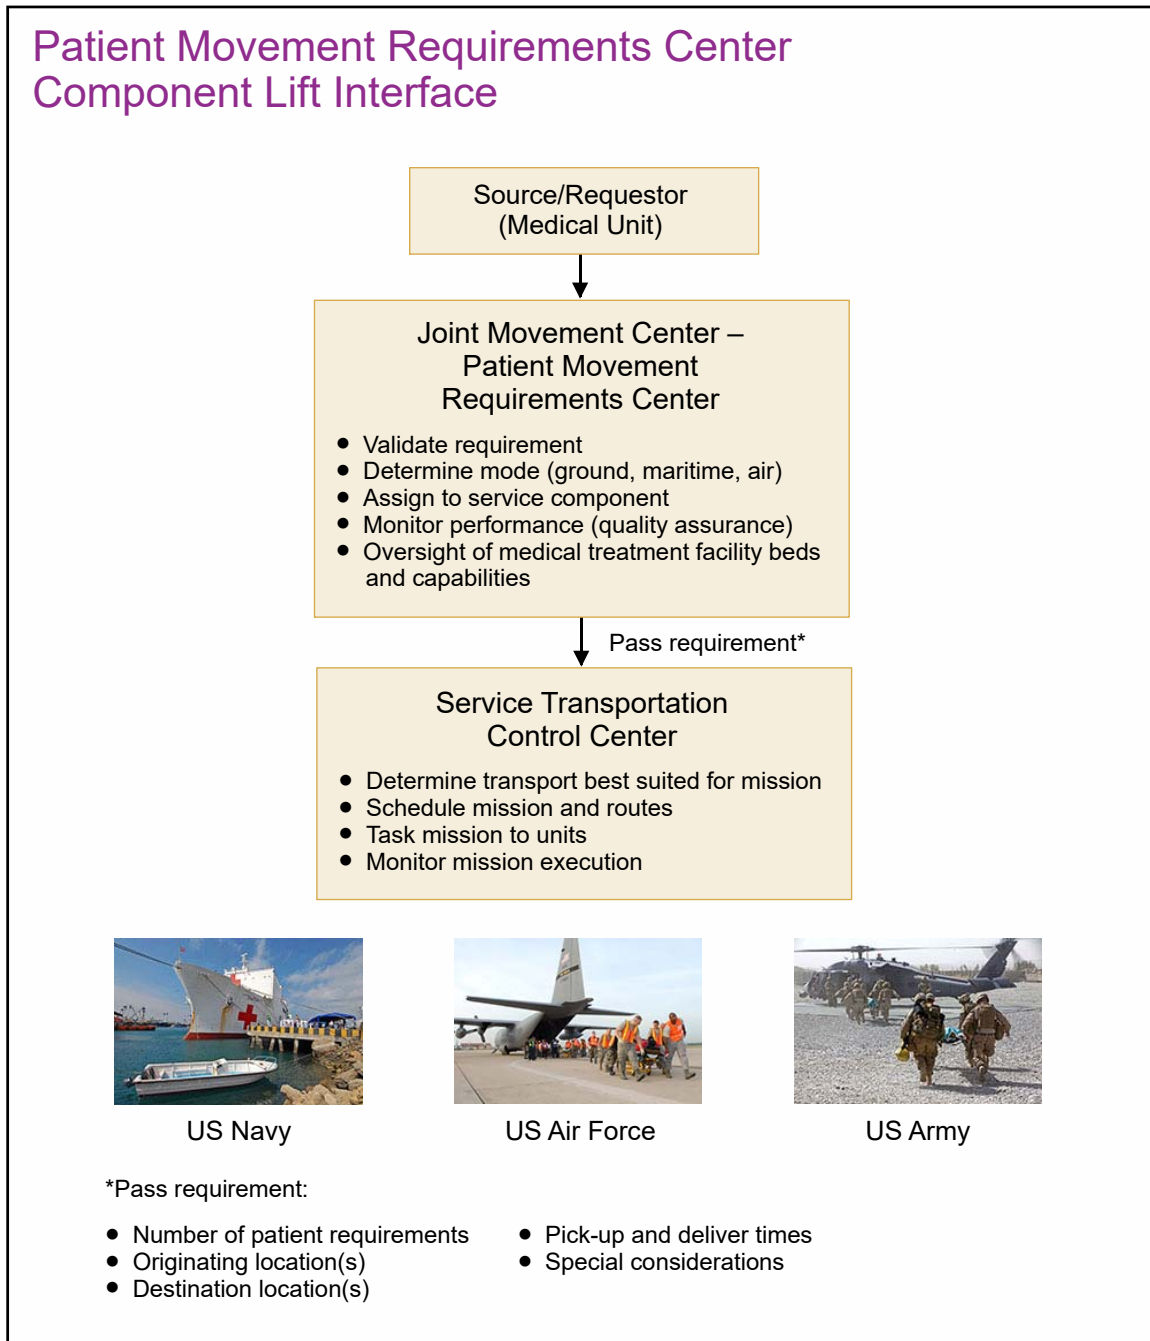 Patient Movement Requirements Center
Component Lift Interface
Source/Requestor
(Medical Unit)
Joint Movement Center –
Patient Movement
Requirements Center
● Validate requirement
● Determine mode (ground, maritime, air)
● Assign to service component
● Monitor performance (quality assurance)
● Oversight of medical treatment facility beds
and capabilities
Pass requirement*
Service Transportation
Control Center
● Determine transport best suited for mission
● Schedule mission and routes
● Task mission to units
● Monitor mission execution
US Navy
US Air Force
US Army
*Pass requirement:
● Number of patient requirements
● Originating location(s)
● Destination location(s)
● Pick-up and deliver times
● Special considerations